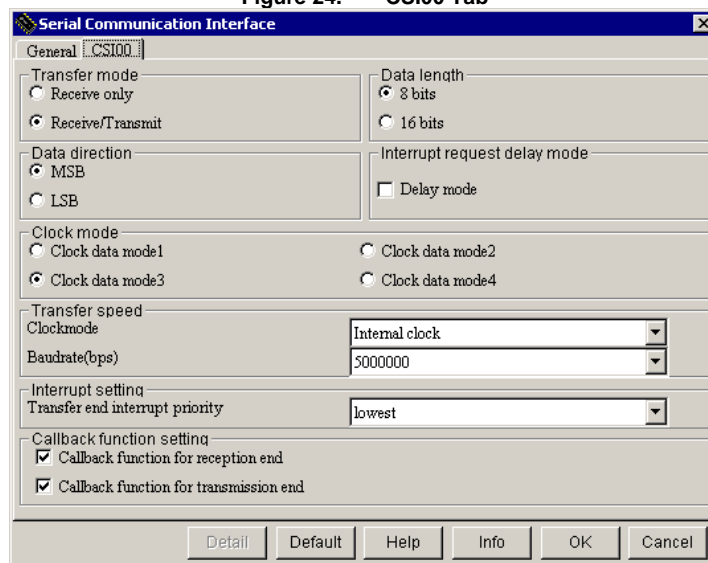 Figure 24. CSI00 Tab
Serial Communication Interface
General CSI00
Transfer mode
Receive only
Receive/Transmit
Data length
8 bits
16 bits
Data direction
MSB
LSB
Interrupt request delay mode
Delay mode
Clock mode
Clock data mode1
Clock data mode2
Clock data mode3
Clock data mode4
Transfer speed
Clockmode
Internal clock
Baudrate(bps)
5000000
Interrupt setting
Transfer end interrupt priority
lowest
Callback function setting
Callback function for reception end
Callback function for transmission end
Detail Default Help Info OK Cancel